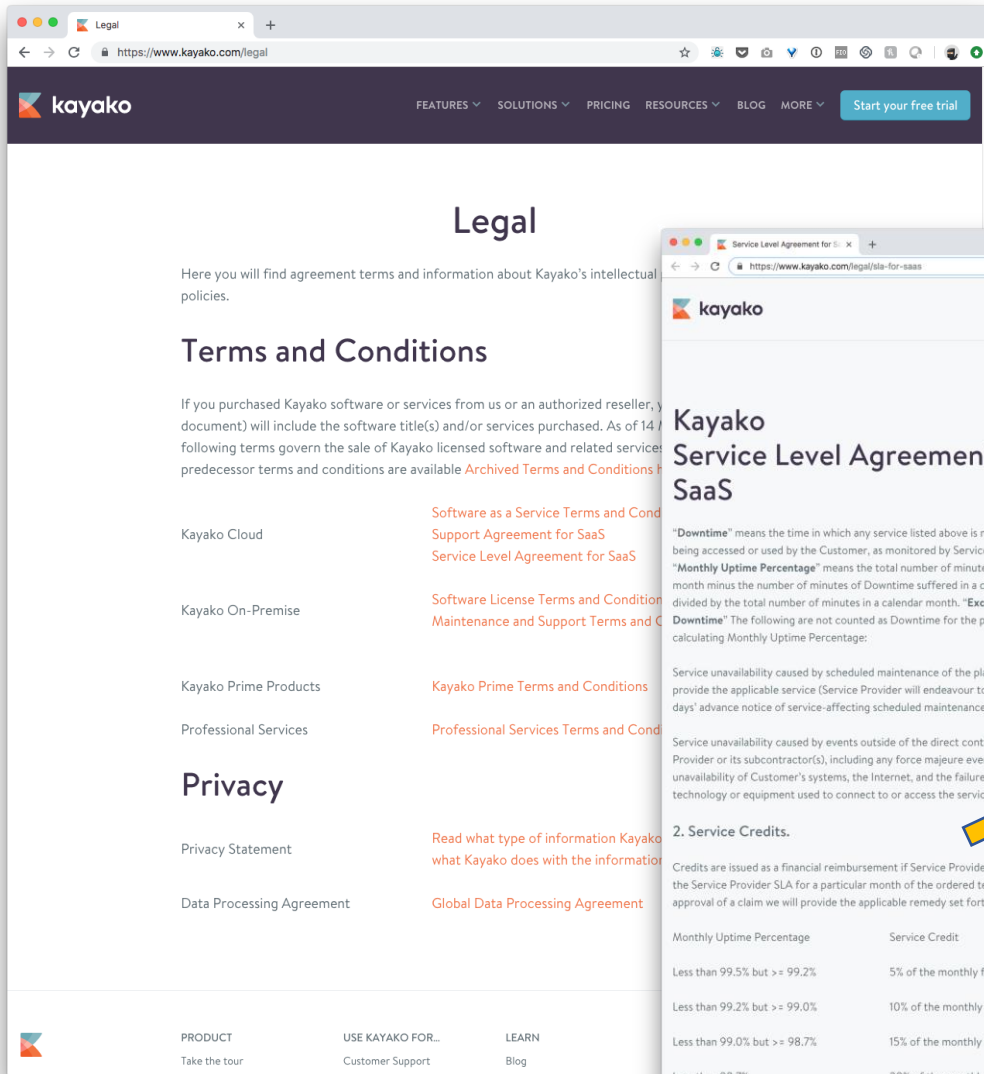 Legal
https://www.kayako.com/legal
kayako
FEATURES SOLUTIONS PRICING RESOURCES BLOG MORE Start your free trial
Legal
Here you will find agreement terms and information about Kayako's intellectual
policies.
Terms and Conditions
If you purchased Kayako software or services from us or an authorized reseller,
document) will include the software title(s) and/or services purchased. As of 14
following terms govern the sale of Kayako licensed software and related services
predecessor terms and conditions are available Archived Terms and Conditions
Kayako Cloud
Software as a Service Terms and Cond
Support Agreement for SaaS
Service Level Agreement for SaaS
Kayako On-Premise
Software License Terms and Condition
Maintenance and Support Terms and
Kayako Prime Products Kayako Prime Terms and Conditions
Professional Services Professional Services Terms and Cond
Privacy
Privacy Statement
Read what type of information Kayako
what Kayako does with the information
Data Processing Agreement Global Data Processing Agreement
PRODUCT USE KAYAKO FOR... LEARN
Take the tour Customer Support Blog
Service Level Agreement for Sa
https://www.kayako.com/legal/sla-for-saas
kayako
Kayako
Service Level Agreemen
SaaS
"Downtime" means the time in which any service listed above is
being accessed or used by the Customer, as monitored by Servic
"Monthly Uptime Percentage" means the total number of minute
month minus the number of minutes of Downtime suffered in a
divided by the total number of minutes in a calendar month. "Exc
Downtime" The following are not counted as Downtime for the p
calculating Monthly Uptime Percentage:
Service unavailability caused by scheduled maintenance of the pla
provide the applicable service (Service Provider will endeavour to
days' advance notice of service-affecting scheduled maintenance
Service unavailability caused by events outside of the direct cont
Provider or its subcontractor(s), including any force majeure eve
unavailability of Customer's systems, the Internet, and the failure
technology or equipment used to connect to or access the servic
2. Service Credits.
Credits are issued as a financial reimbursement if Service Provide
the Service Provider SLA for a particular month of the ordered te
approval of a claim we will provide the applicable remedy set fort
Monthly Uptime Percentage Service Credit
Less than 99.5% but >= 99.2% 5% of the monthly f
Less than 99.2% but >= 99.0% 10% of the monthly
Less than 99.0% but >= 98.7% 15% of the monthly